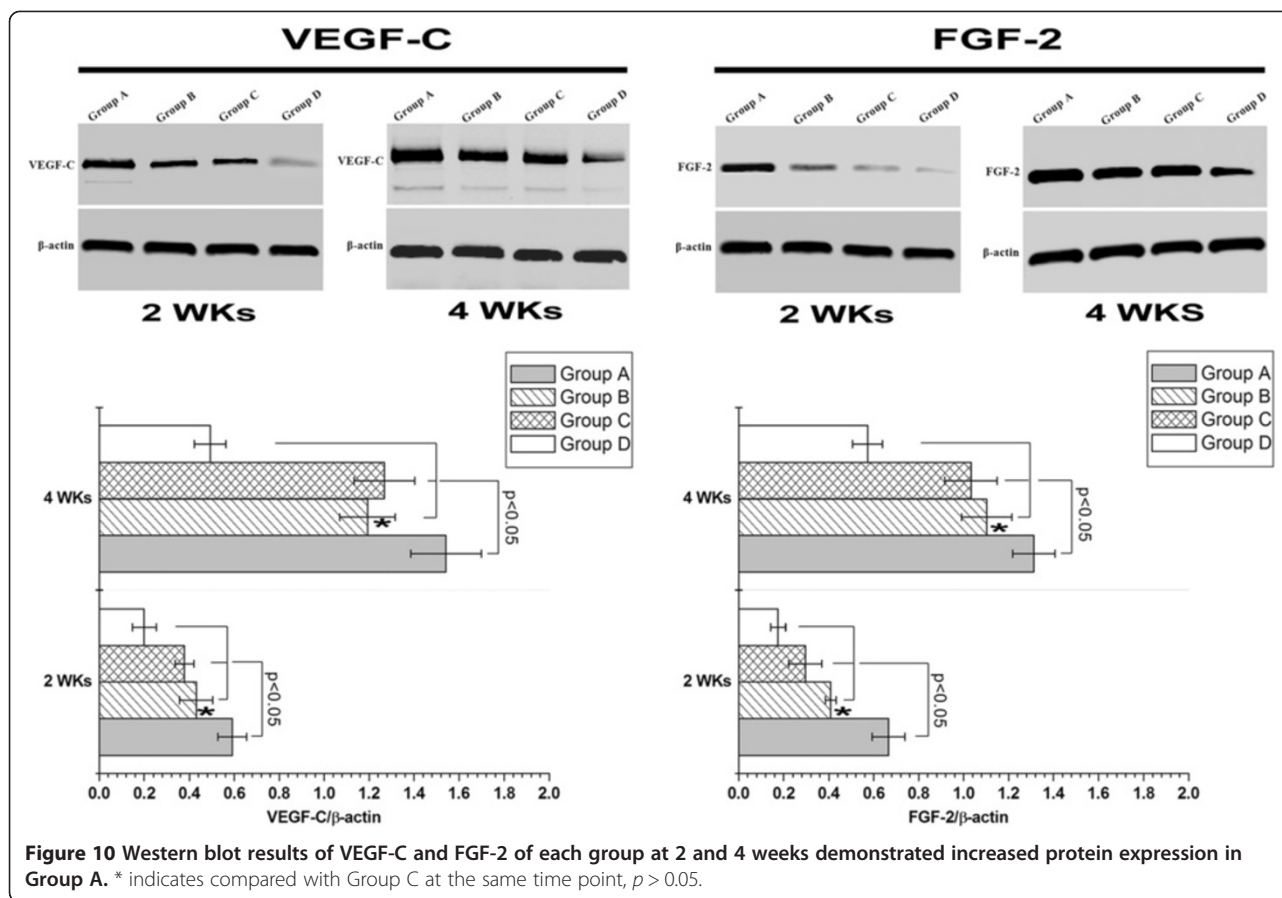 VEGF-C
Group A Group B Group C Group D
VEGF-C
β-actin
2 WKs
Group A Group B Group C Group D
VEGF-C
β-actin
4 WKs
FGF-2
Group A Group B Group C Group D
FGF-2
β-actin
2 WKs
Group A Group B Group C Group D
FGF-2
β-actin
4 WKS
Group A
Group B
Group C
Group D
4 WKs
2 WKs
*
p<0.05
*
p<0.05
0.0 0.2 0.4 0.6 0.8 1.0 1.2 1.4 1.6 1.8 2.0
VEGF-C/β-actin
Group A
Group B
Group C
Group D
4 WKs
2 WKs
*
p<0.05
*
p<0.05
0.0 0.2 0.4 0.6 0.8 1.0 1.2 1.4 1.6 1.8 2.0
FGF-2/β-actin
Figure 10 Western blot results of VEGF-C and FGF-2 of each group at 2 and 4 weeks demonstrated increased protein expression in
Group A. * indicates compared with Group C at the same time point, p > 0.05.